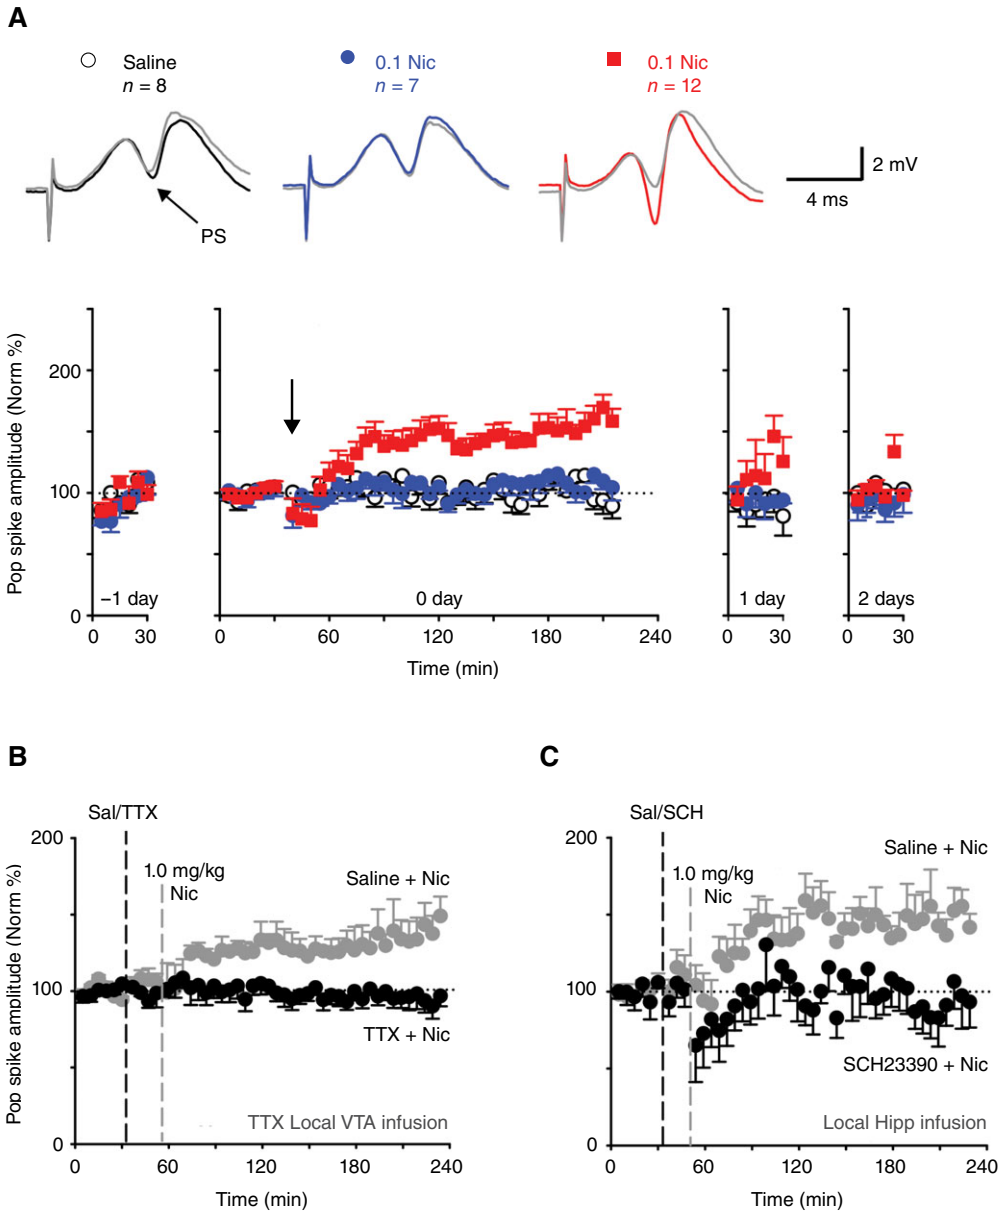 A
Saline
n = 8
0.1 Nic
n = 7
0.1 Nic
n = 12
2 mV
4 ms
PS
Pop spike amplitude (Norm %)
200
100
0
−1 day
0 day
1 day
2 days
0 30
0 60 120 180 240
0 30
0 30
Time (min)
B
Sal/TTX
1.0 mg/kg
Nic
Saline + Nic
TTX + Nic
TTX Local VTA infusion
Pop spike amplitude (Norm %)
200
100
0
0 60 120 180 240
Time (min)
C
Sal/SCH
1.0 mg/kg
Nic
Saline + Nic
SCH23390 + Nic
Local Hipp infusion
200
100
0
0 60 120 180 240
Time (min)